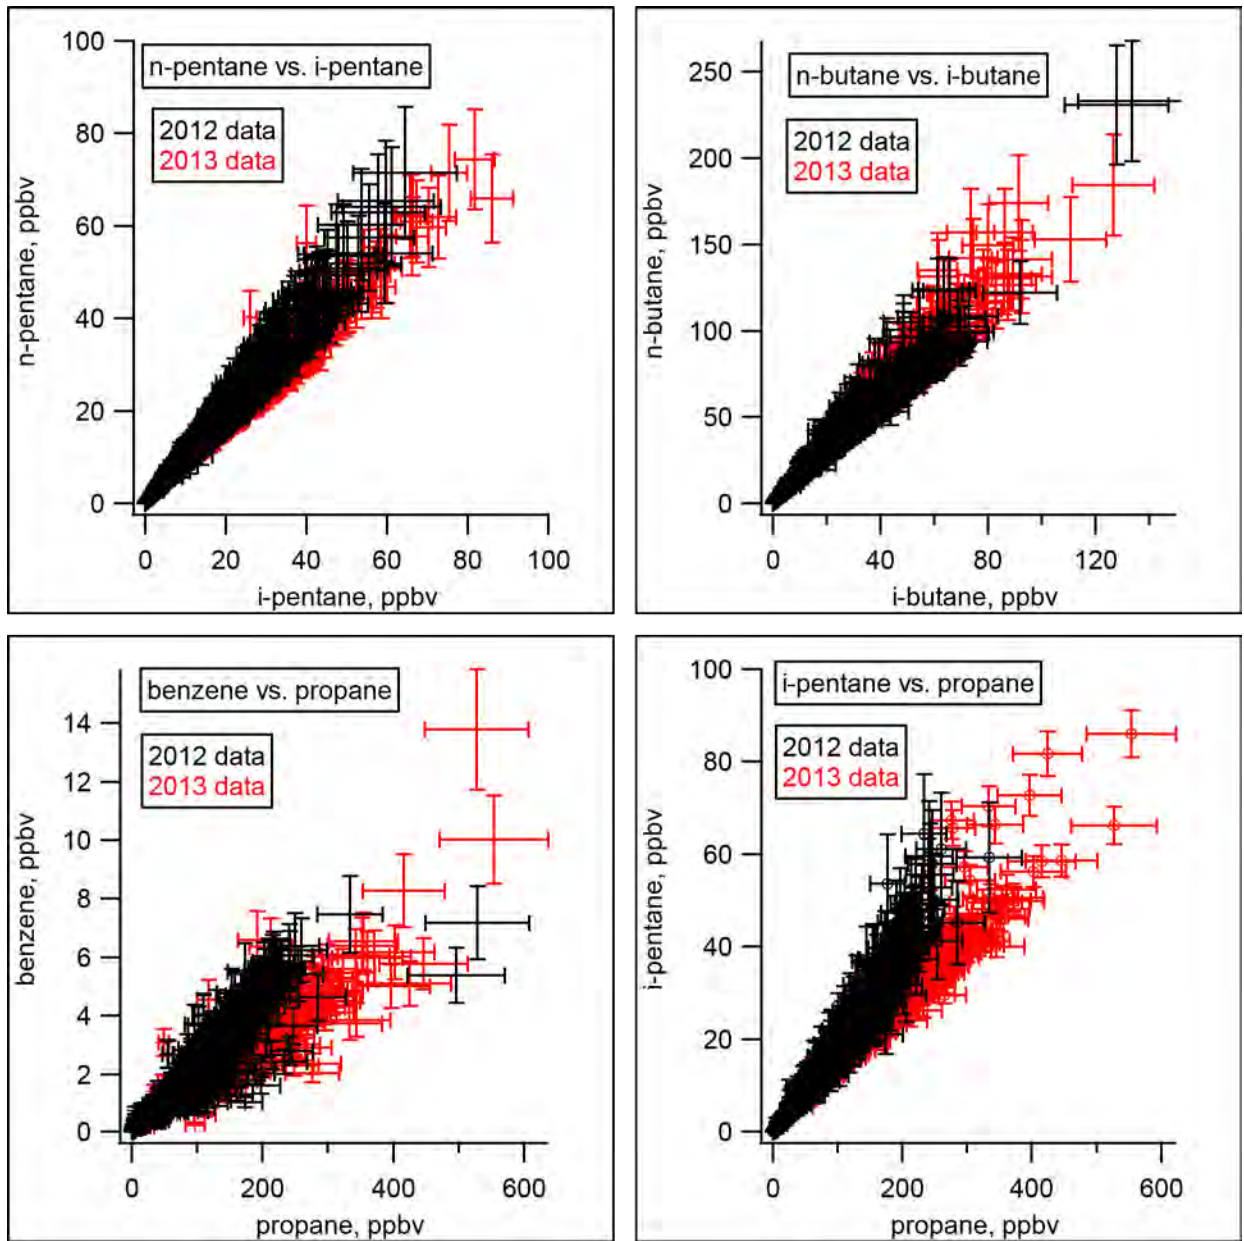 n-pentane vs. i-pentane
2012 data
2013 data
n-pentane, ppbv
100
80
60
40
20
0
0 20 40 60 80 100
i-pentane, ppbv
n-butane vs. i-butane
2012 data
2013 data
n-butane, ppbv
250
200
150
100
50
0
0 40 80 120
i-butane, ppbv
benzene vs. propane
2012 data
2013 data
benzene, ppbv
14
12
10
8
6
4
2
0
0 200 400 600
propane, ppbv
i-pentane vs. propane
2012 data
2013 data
i-pentane, ppbv
100
80
60
40
20
0
0 200 400 600
propane, ppbv